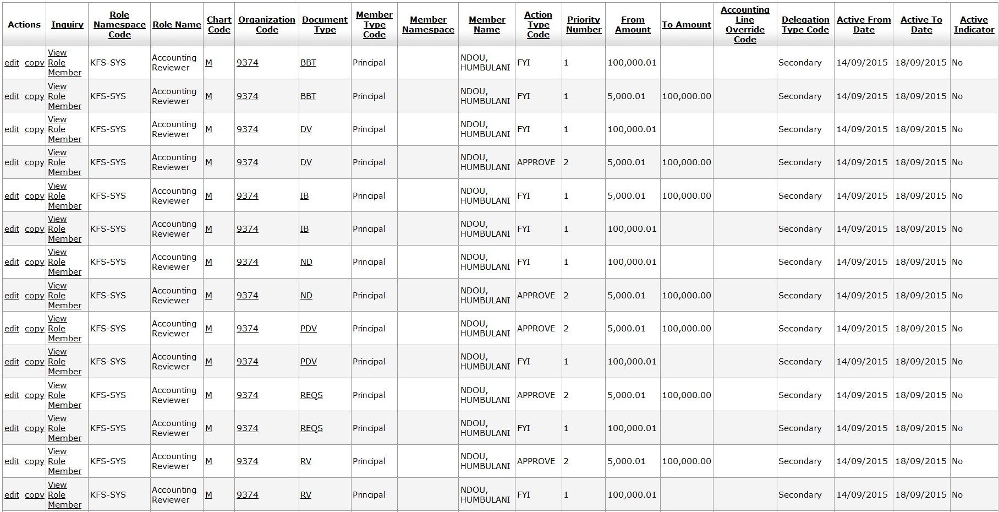 Actions Inquiry Role Namespace Code Role Name Chart Code Organization Code Document Type Member Type Code Member Namespace Member Name Action Type Code Priority Number From Amount To Amount Accounting Line Override Code Delegation Type Code Active From Date Active To Date Active Indicator
edit copy View Role Member KFS-SYS Accounting Reviewer M 9374 BBT Principal NDOU, HUMBULANI FYI 1 100,000.01 Secondary 14/09/2015 18/09/2015 No
edit copy View Role Member KFS-SYS Accounting Reviewer M 9374 BBT Principal NDOU, HUMBULANI FYI 1 5,000.01 100,000.00 Secondary 14/09/2015 18/09/2015 No
edit copy View Role Member KFS-SYS Accounting Reviewer M 9374 DV Principal NDOU, HUMBULANI FYI 1 100,000.01 Secondary 14/09/2015 18/09/2015 No
edit copy View Role Member KFS-SYS Accounting Reviewer M 9374 DV Principal NDOU, HUMBULANI APPROVE 2 5,000.01 100,000.00 Secondary 14/09/2015 18/09/2015 No
edit copy View Role Member KFS-SYS Accounting Reviewer M 9374 IB Principal NDOU, HUMBULANI FYI 1 5,000.01 100,000.00 Secondary 14/09/2015 18/09/2015 No
edit copy View Role Member KFS-SYS Accounting Reviewer M 9374 IB Principal NDOU, HUMBULANI FYI 1 100,000.01 Secondary 14/09/2015 18/09/2015 No
edit copy View Role Member KFS-SYS Accounting Reviewer M 9374 ND Principal NDOU, HUMBULANI FYI 1 100,000.01 Secondary 14/09/2015 18/09/2015 No
edit copy View Role Member KFS-SYS Accounting Reviewer M 9374 ND Principal NDOU, HUMBULANI APPROVE 2 5,000.01 100,000.00 Secondary 14/09/2015 18/09/2015 No
edit copy View Role Member KFS-SYS Accounting Reviewer M 9374 PDV Principal NDOU, HUMBULANI APPROVE 2 5,000.01 100,000.00 Secondary 14/09/2015 18/09/2015 No
edit copy View Role Member KFS-SYS Accounting Reviewer M 9374 PDV Principal NDOU, HUMBULANI FYI 1 100,000.01 Secondary 14/09/2015 18/09/2015 No
edit copy View Role Member KFS-SYS Accounting Reviewer M 9374 REQS Principal NDOU, HUMBULANI APPROVE 2 5,000.01 100,000.00 Secondary 14/09/2015 18/09/2015 No
edit copy View Role Member KFS-SYS Accounting Reviewer M 9374 REQS Principal NDOU, HUMBULANI FYI 1 100,000.01 Secondary 14/09/2015 18/09/2015 No
edit copy View Role Member KFS-SYS Accounting Reviewer M 9374 RV Principal NDOU, HUMBULANI APPROVE 2 5,000.01 100,000.00 Secondary 14/09/2015 18/09/2015 No
edit copy View Role Member KFS-SYS Accounting Reviewer M 9374 RV Principal NDOU, HUMBULANI FYI 1 100,000.01 Secondary 14/09/2015 18/09/2015 No